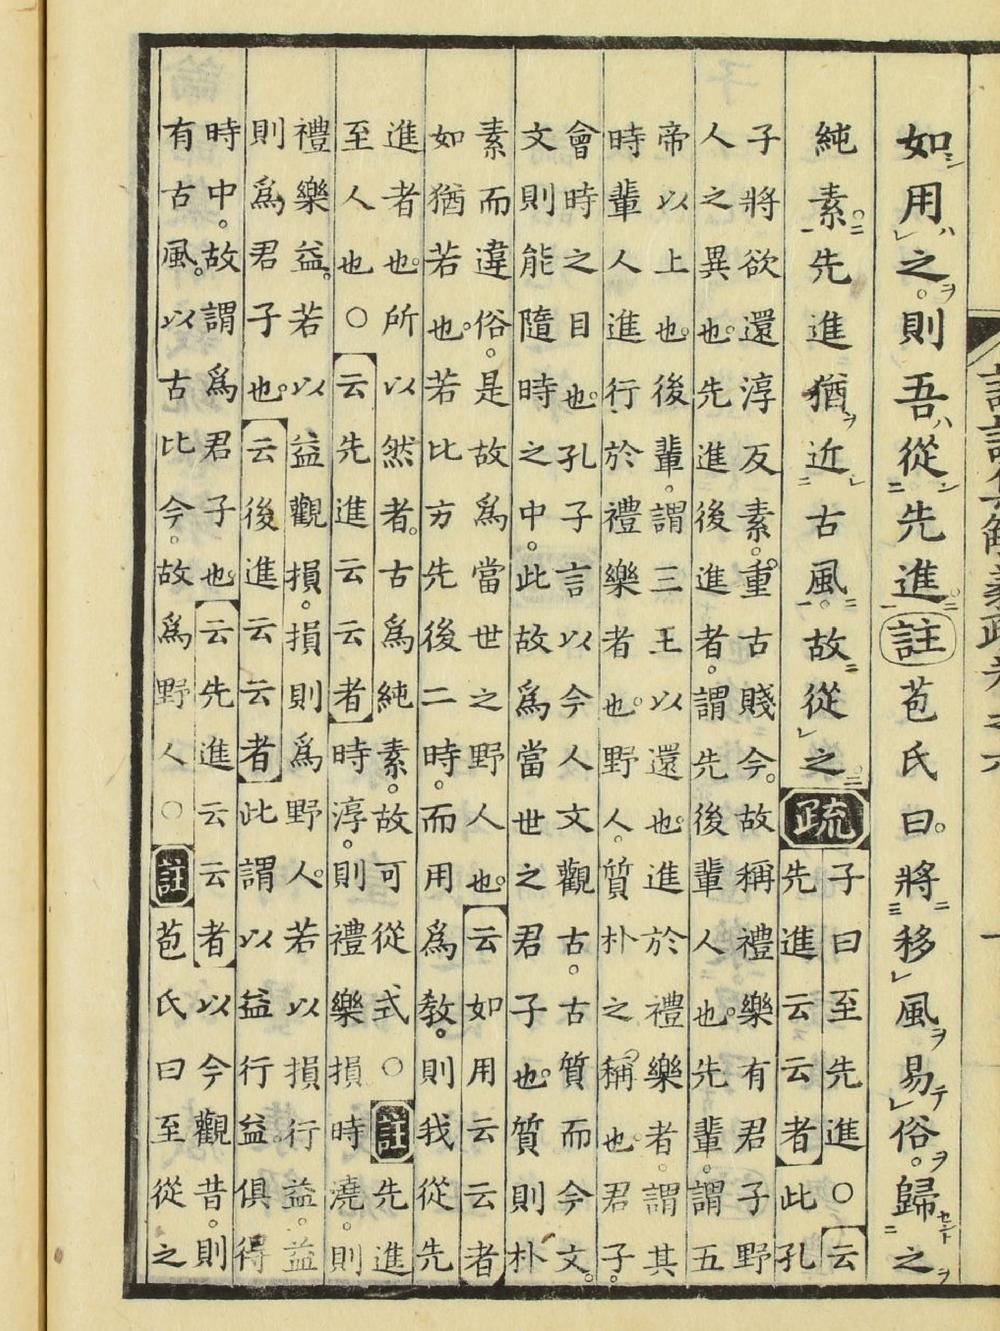 如用之。則吾從先進註苞氏曰。將移風易俗。歸之
純素。先進猶近古風。故從之。疏
子曰至先進○【云
先進云云者】此孔
子將欲還淳反素。重古賤今。故稱禮樂有君子野
人之異也。先進後進者。謂先後輩人也。先輩。謂五
帝以上也。後輩。謂三王以還也。進於禮樂者。謂其
時輩人進行於禮樂者也。野人。質朴之稱也。君子。
會時之目也。孔子言以今人文觀古。古質而今文。
文則能隨時之中。此故爲當世之君子也。質則朴
素而違俗。是故爲當世之野人也。【云如用云云者】
如猶若也。若比方先後二時。而用爲教。則我從先
進者也。所以然者。古爲純素。故可從式○註先進
至人也○【云先進云云者】時淳。則禮樂損時澆。則
禮樂益。若以益觀損。損則爲野人。若以損行益。益
則爲君子也。【云後進云云者】此謂以益行益。俱得
時中。故謂爲君子也。【云先進云云者】以今觀昔。則
有古風。以古比今。故爲野人○註苞氏曰至從之